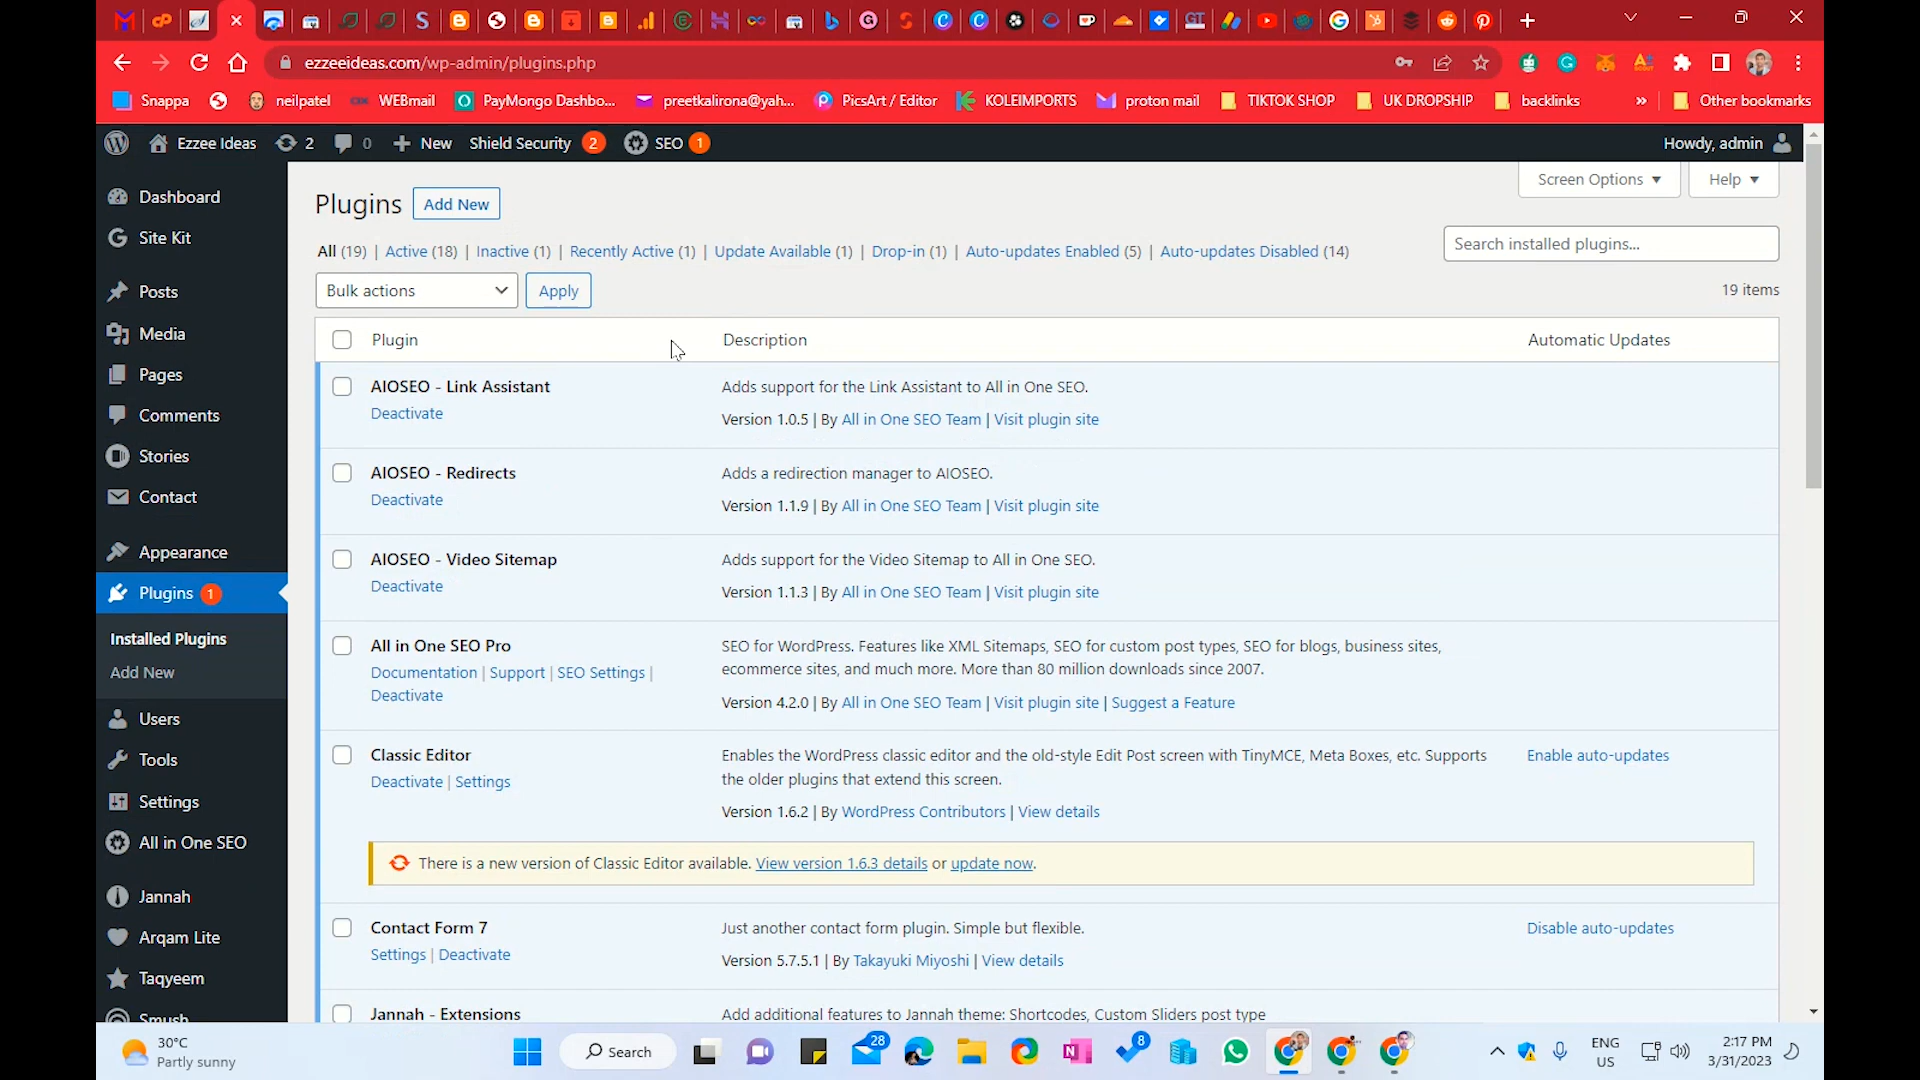 ezzeeideas.com/wp-admin/plugins.php
Snappa neilpatel WEBmail PayMongo Dashbo... preetkalirona@yah... PicsArt / Editor KOLEIMPORTS proton mail TIKTOK SHOP UK DROPSHIP backlinks » Other bookmarks
Ezzee Ideas 2 0 New Shield Security 2 SEO 1 Howdy, admin
Screen Options ▼ Help ▼
Dashboard
Site Kit
Posts
Media
Pages
Comments
Stories
Contact
Appearance
Plugins 1
Installed Plugins
Add New
Users
Tools
Settings
All in One SEO
Jannah
Arqam Lite
Taqyeem
Smush
Plugins Add New
All (19) | Active (18) | Inactive (1) | Recently Active (1) | Update Available (1) | Drop-in (1) | Auto-updates Enabled (5) | Auto-updates Disabled (14)
Search installed plugins...
Bulk actions Apply
19 items
Plugin Description Automatic Updates
AIOSEO - Link Assistant
Deactivate
Adds support for the Link Assistant to All in One SEO.
Version 1.0.5 | By All in One SEO Team | Visit plugin site
AIOSEO - Redirects
Deactivate
Adds a redirection manager to AIOSEO.
Version 1.1.9 | By All in One SEO Team | Visit plugin site
AIOSEO - Video Sitemap
Deactivate
Adds support for the Video Sitemap to All in One SEO.
Version 1.1.3 | By All in One SEO Team | Visit plugin site
All in One SEO Pro
Documentation | Support | SEO Settings |
Deactivate
SEO for WordPress. Features like XML Sitemaps, SEO for custom post types, SEO for blogs, business sites,
ecommerce sites, and much more. More than 80 million downloads since 2007.
Version 4.2.0 | By All in One SEO Team | Visit plugin site | Suggest a Feature
Classic Editor
Deactivate | Settings
Enables the WordPress classic editor and the old-style Edit Post screen with TinyMCE, Meta Boxes, etc. Supports
the older plugins that extend this screen.
Version 1.6.2 | By WordPress Contributors | View details
Enable auto-updates
There is a new version of Classic Editor available. View version 1.6.3 details or update now.
Contact Form 7
Settings | Deactivate
Just another contact form plugin. Simple but flexible.
Version 5.7.5.1 | By Takayuki Miyoshi | View details
Disable auto-updates
Jannah - Extensions
Add additional features to Jannah theme: Shortcodes, Custom Sliders post type
30°C
Partly sunny
Search
28
8
ENG
US
2:17 PM
3/31/2023